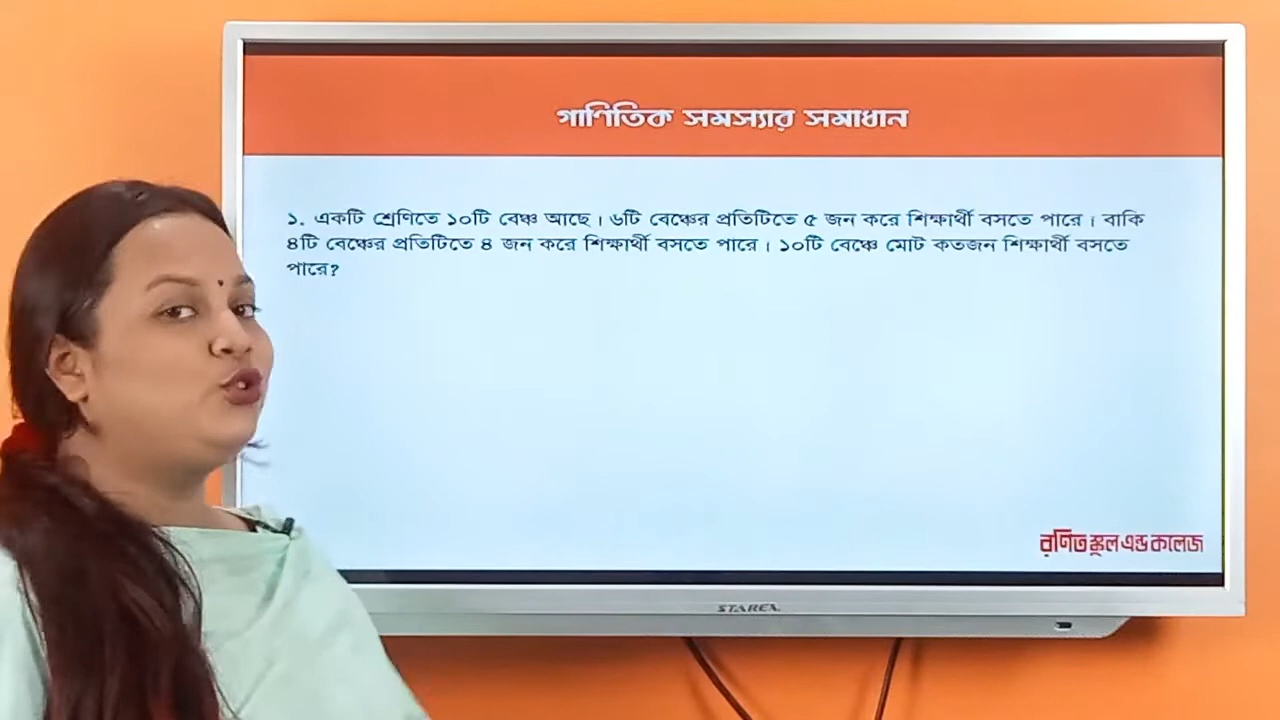 গাণিতিক সমস্যার সমাধান
১. একটি শ্রেণিতে ১০টি বেঞ্চ আছে। ৬টি বেঞ্চের প্রতিটিতে ৫ জন করে শিক্ষার্থী বসতে পারে। বাকি
৪টি বেঞ্চের প্রতিটিতে ৪ জন করে শিক্ষার্থী বসতে পারে। ১০টি বেঞ্চে মোট কতজন শিক্ষার্থী বসতে
পারে?
রণিত স্কুল এন্ড কলেজ
STAREX